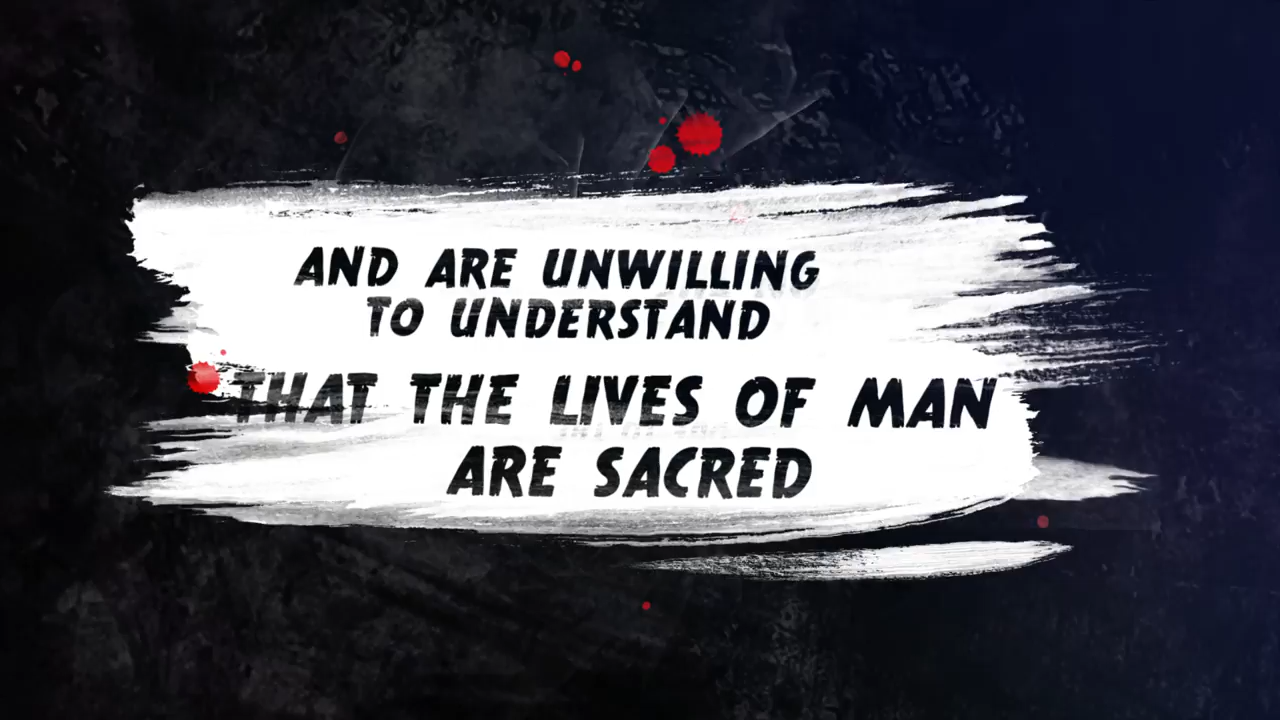 AND ARE UNWILLING
TO UNDERSTAND
THAT THE LIVES OF MAN
ARE SACRED